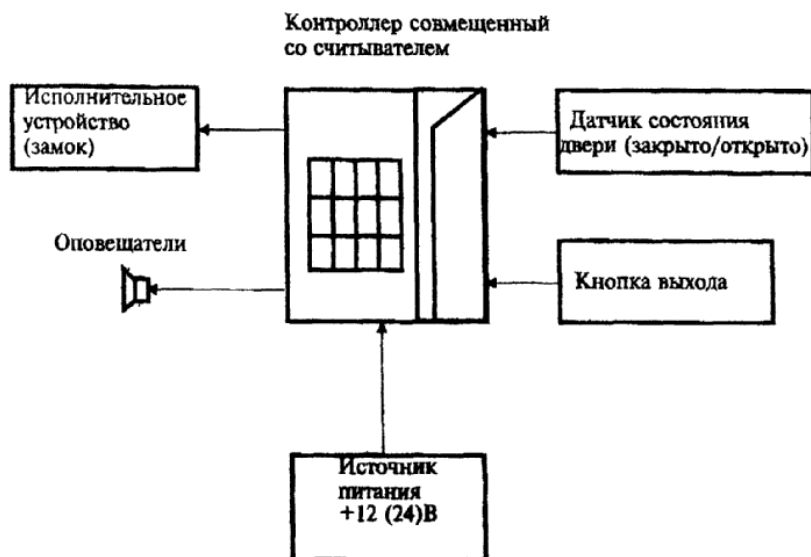 Контроллер совмещенный
со считывателем
Исполнительное
устройство
(замок)
Датчик состояния
двери (закрыто/открыто)
Оповещатели
Кнопка выхода
Источник
питания
+12 (24)В